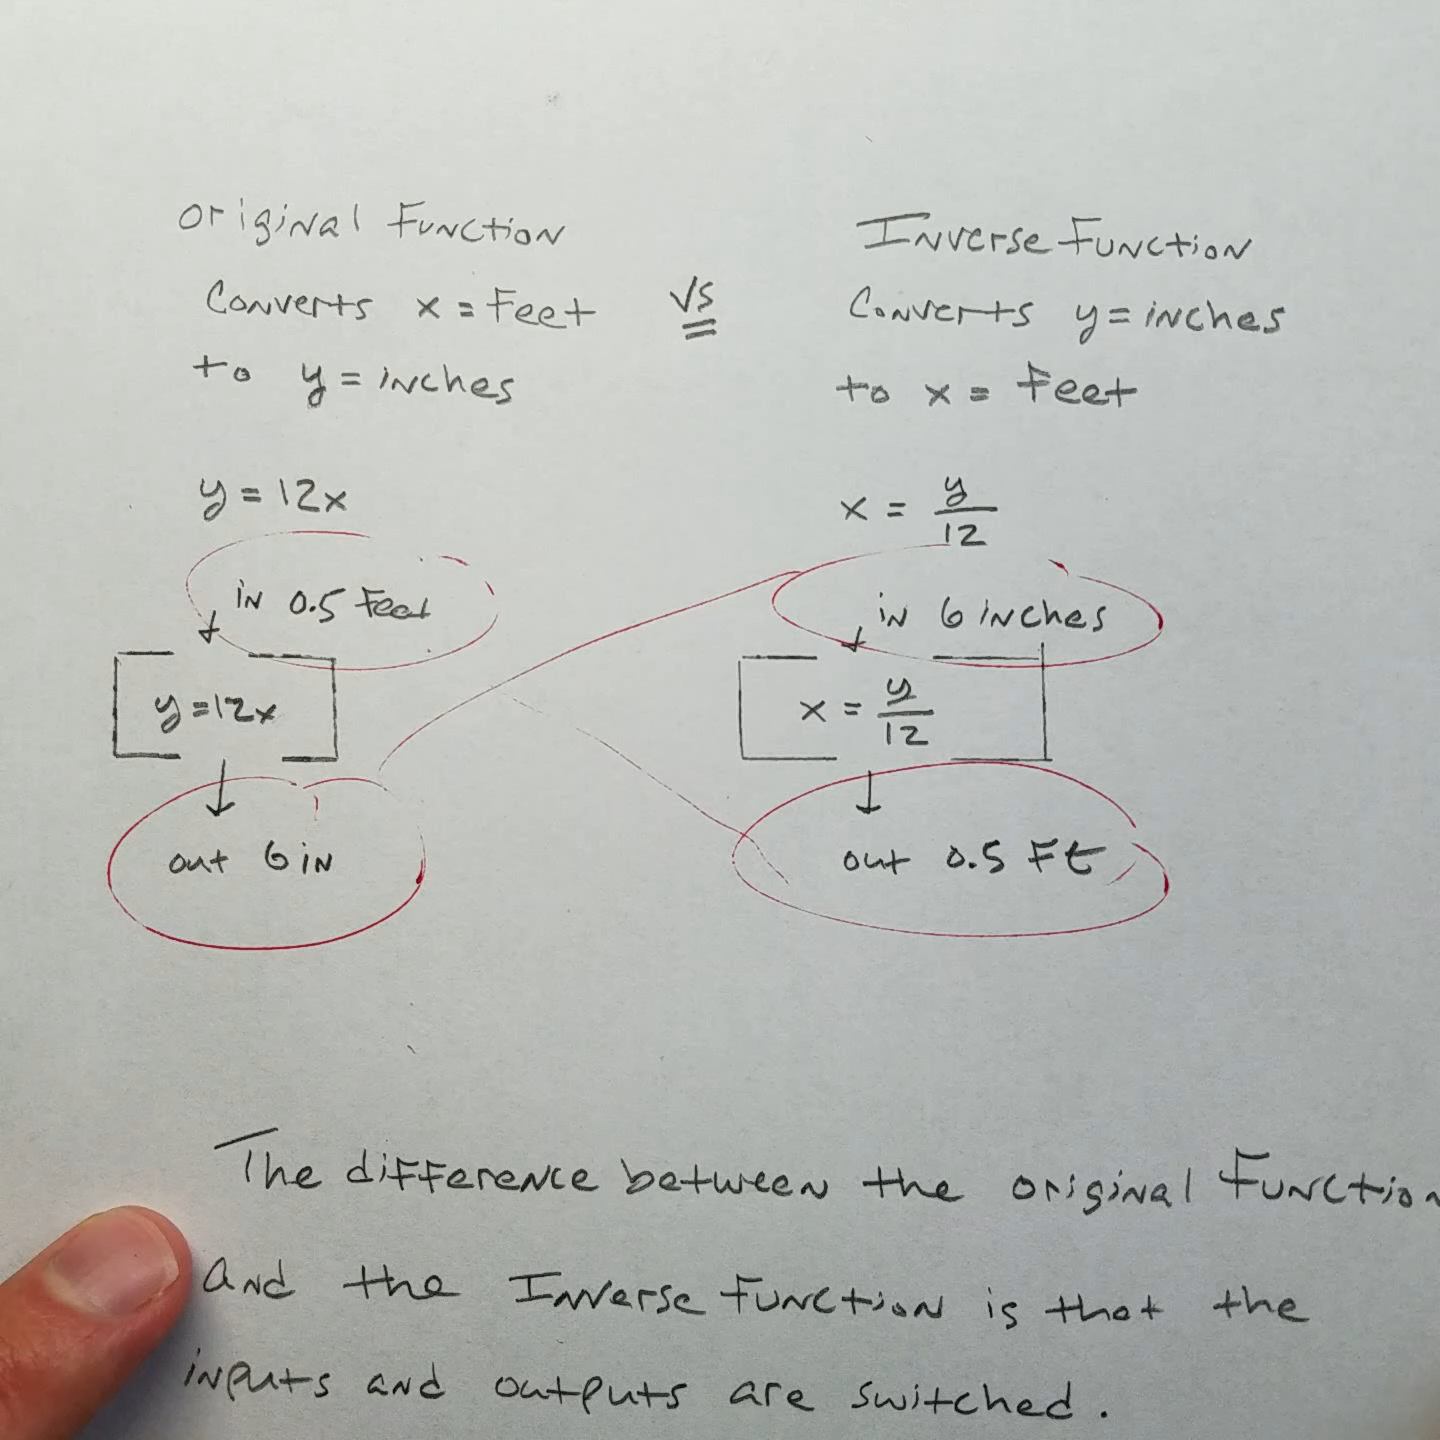 Original Function
Converts x = Feet
to y = inches
y = 12x
in 0.5 Feet
y = 12x
out 6 in
vs
Inverse Function
Converts y = inches
to x = Feet
x = y/12
in 6 inches
x = y/12
out 0.5 Ft
The difference between the original Function
and the Inverse Function is that the
inputs and outputs are switched.